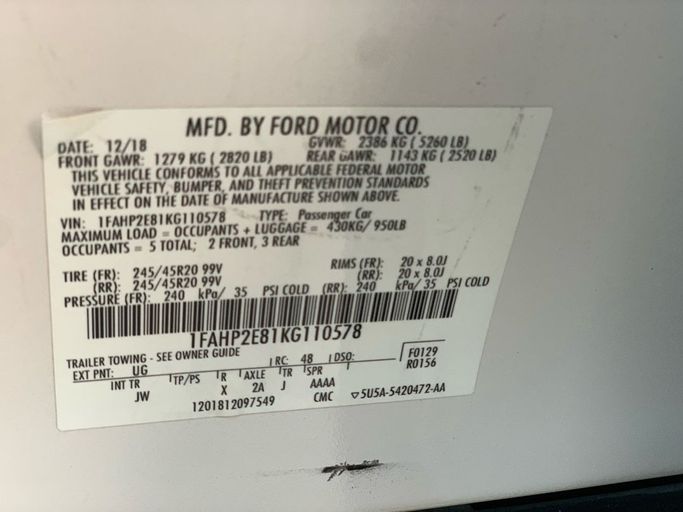 MFD. BY FORD MOTOR CO.
DATE: 12/18 GVWR: 2386 KG ( 5260 LB)
FRONT GAWR: 1279 KG ( 2820 LB) REAR GAWR: 1143 KG ( 2520 LB)
THIS VEHICLE CONFORMS TO ALL APPLICABLE FEDERAL MOTOR
VEHICLE SAFETY, BUMPER, AND THEFT PREVENTION STANDARDS
IN EFFECT ON THE DATE OF MANUFACTURE SHOWN ABOVE.
VIN: 1FAHP2E81KG110578 TYPE: Passenger Car
MAXIMUM LOAD = OCCUPANTS + LUGGAGE = 430KG/ 950LB
OCCUPANTS = 5 TOTAL; 2 FRONT, 3 REAR
TIRE (FR): 245/45R20 99V RIMS (FR): 20 x 8.0J
(RR): 245/45R20 99V (RR): 20 x 8.0J
PRESSURE (FR): 240 kPa/ 35 PSI COLD (RR): 240 kPa/ 35 PSI COLD
1FAHP2E81KG110578
TRAILER TOWING - SEE OWNER GUIDE
EXT PNT: UG RC: 48 DSO: F0129
R0156
INT TR TP/PS R AXLE TR SPR
JW X 2A J AAAA
1201812097549 CMC ▽5U5A-5420472-AA